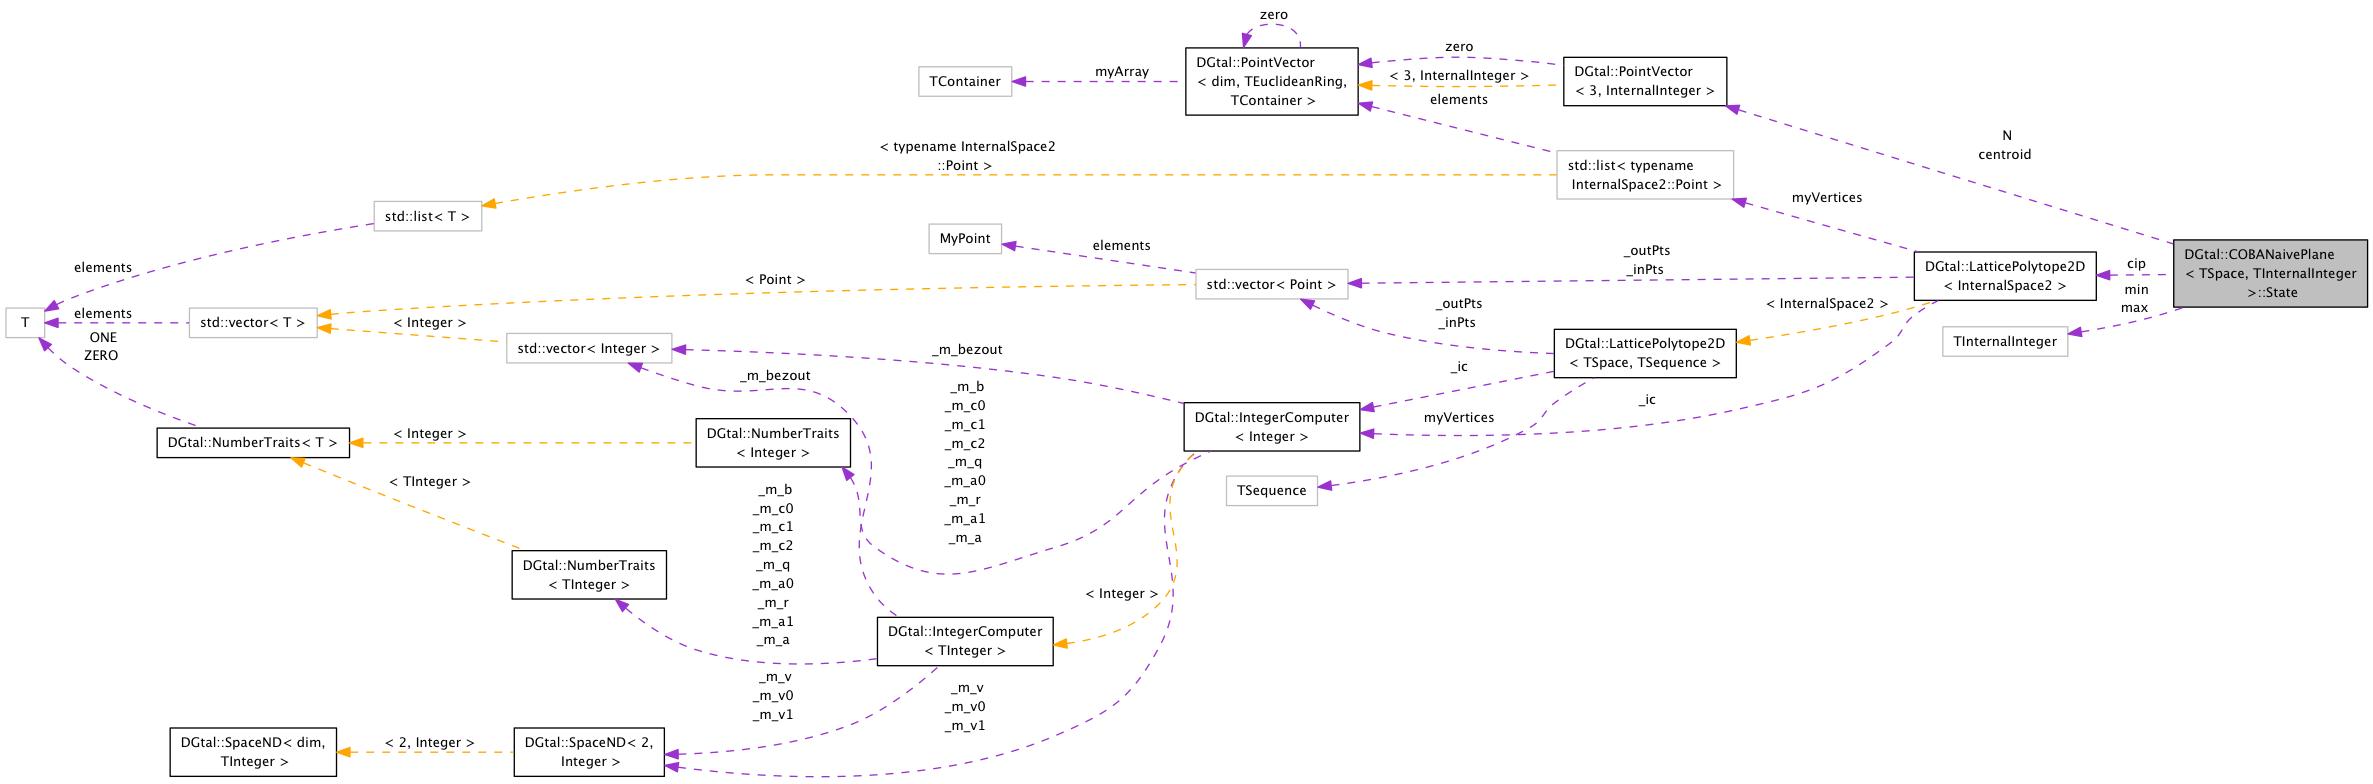 zero
DGtal::PointVector
< dim, TEuclideanRing,
TContainer >
TContainer
myArray
zero
< 3, InternalInteger >
elements
DGtal::PointVector
< 3, InternalInteger >
N
centroid
< typename InternalSpace2
::Point >
std::list< typename
InternalSpace2::Point >
myVertices
std::list< T >
elements
MyPoint
elements
std::vector< Point >
_outPts
_inPts
DGtal::LatticePolytope2D
< InternalSpace2 >
cip
min
max
DGtal::COBANaivePlane
< TSpace, TInternalInteger
>::State
TInternalInteger
< Point >
< InternalSpace2 >
_outPts
_inPts
T
elements
ONE
ZERO
std::vector< T >
< Integer >
std::vector< Integer >
_m_bezout
_m_bezout
DGtal::LatticePolytope2D
< TSpace, TSequence >
_ic
_ic
myVertices
_m_b
_m_c0
_m_c1
_m_c2
_m_q
_m_a0
_m_r
_m_a1
_m_a
DGtal::IntegerComputer
< Integer >
DGtal::NumberTraits< T >
< Integer >
DGtal::NumberTraits
< Integer >
TSequence
< TInteger >
_m_b
_m_c0
_m_c1
_m_c2
_m_q
_m_a0
_m_r
_m_a1
_m_a
DGtal::NumberTraits
< TInteger >
< Integer >
DGtal::IntegerComputer
< TInteger >
_m_v
_m_v0
_m_v1
_m_v
_m_v0
_m_v1
DGtal::SpaceND< dim,
TInteger >
< 2, Integer >
DGtal::SpaceND< 2,
Integer >